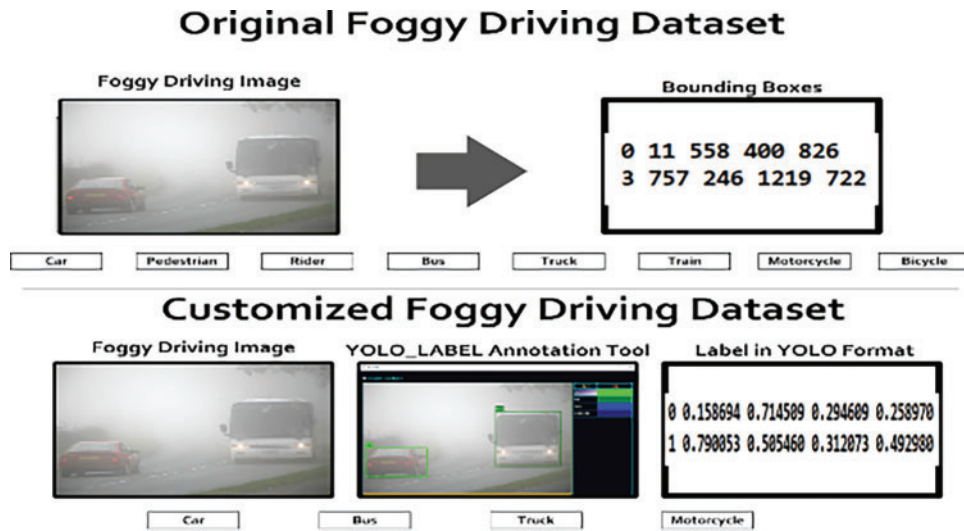 Original Foggy Driving Dataset
Foggy Driving Image
Bounding Boxes
0 11 558 400 826
3 757 246 1219 722
Car Pedestrian Rider Bus Truck Train Motorcycle Bicycle
Customized Foggy Driving Dataset
Foggy Driving Image
YOLO_LABEL Annotation Tool
Label in YOLO Format
0 0.158694 0.714509 0.294609 0.258970
1 0.790053 0.505460 0.312073 0.492980
Car Bus Truck Motorcycle